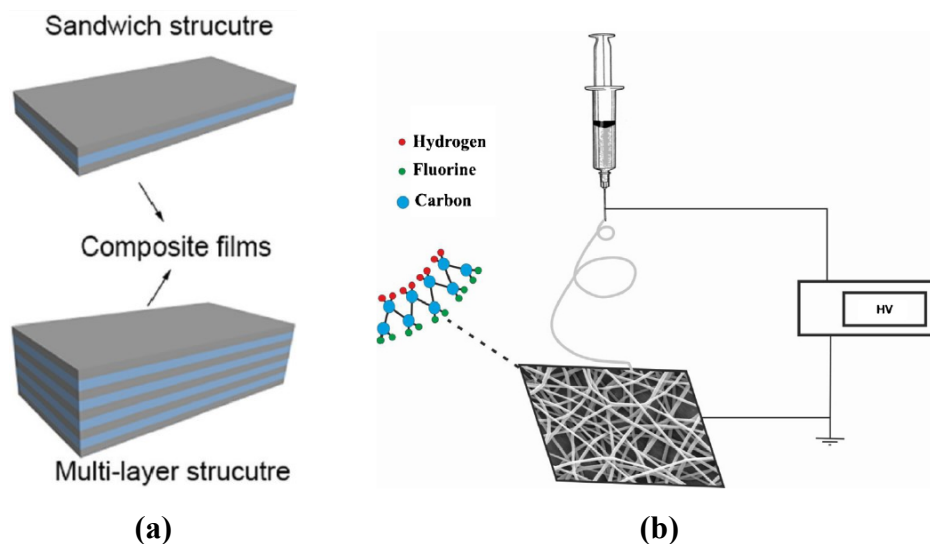 Sandwich strucutre
Composite films
Multi-layer strucutre
(a)
Hydrogen
Fluorine
Carbon
HV
(b)